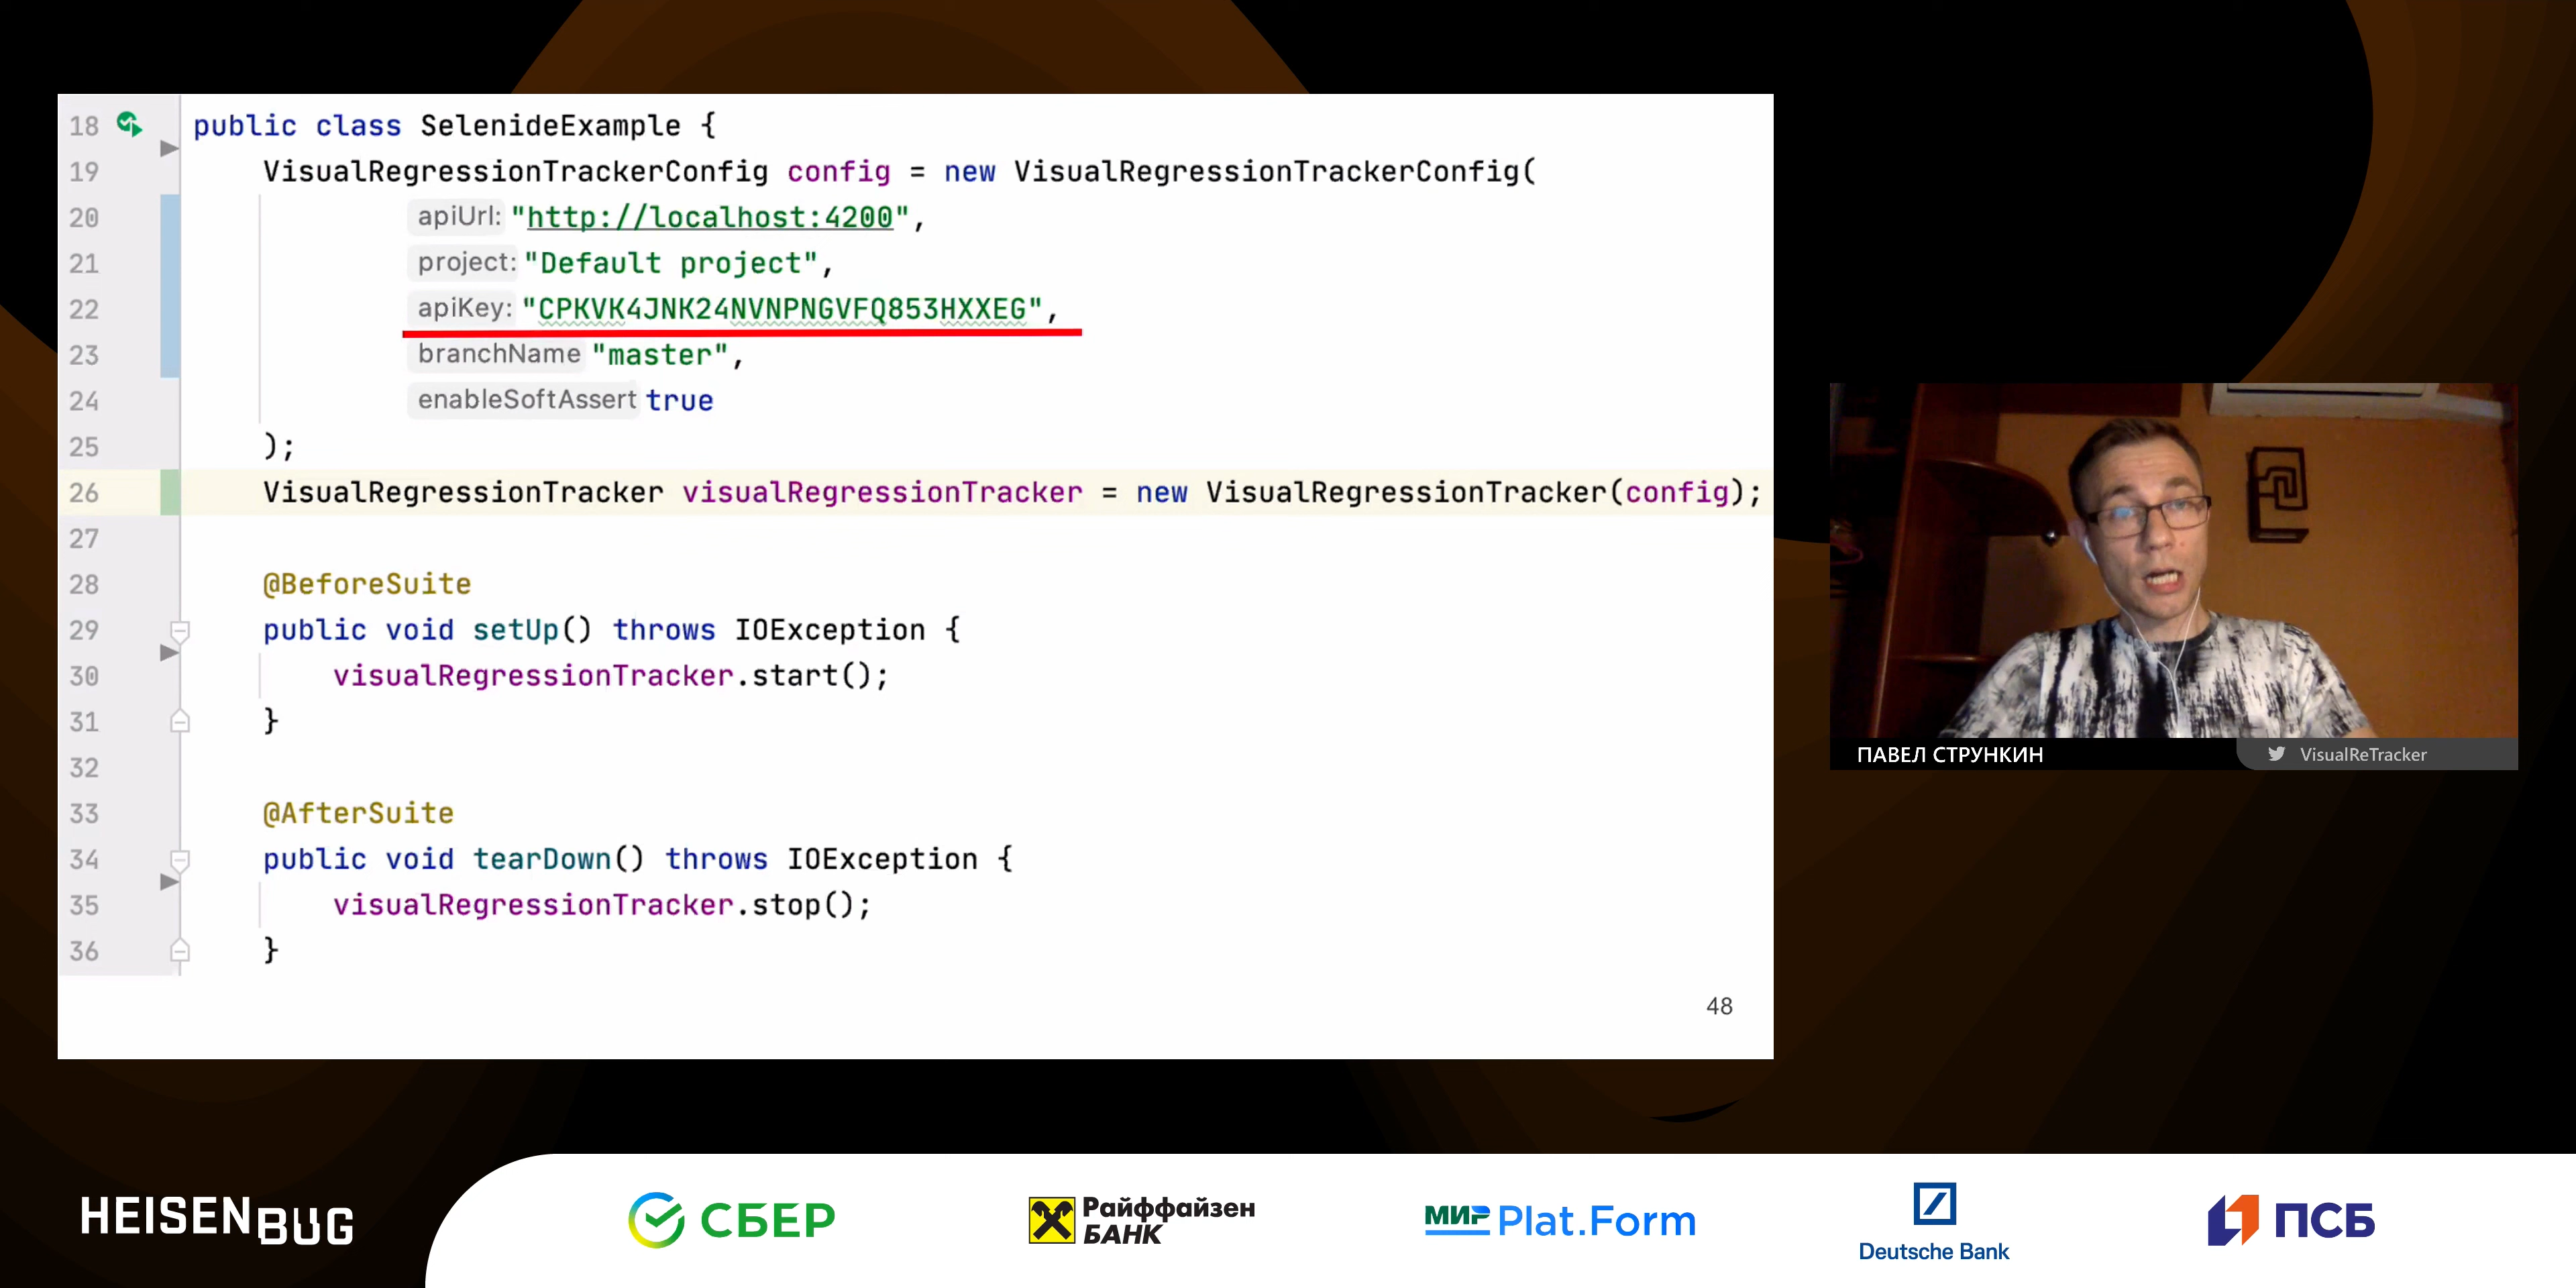 18 public class SelenideExample {
19 VisualRegressionTrackerConfig config = new VisualRegressionTrackerConfig(
20 apiUrl: "http://localhost:4200",
21 project: "Default project",
22 apiKey: "CPKVK4JNK24NVNPNGVFQ853HXXEG",
23 branchName "master",
24 enableSoftAssert true
25 );
26 VisualRegressionTracker visualRegressionTracker = new VisualRegressionTracker(config);
27
28 @BeforeSuite
29 public void setUp() throws IOException {
30 visualRegressionTracker.start();
31 }
32
33 @AfterSuite
34 public void tearDown() throws IOException {
35 visualRegressionTracker.stop();
36 }
48
ПАВЕЛ СТРУНКИН
VisualReTracker
HEISENBUG
СБЕР
Райффайзен
БАНК
МИР Plat.Form
Deutsche Bank
ПСБ